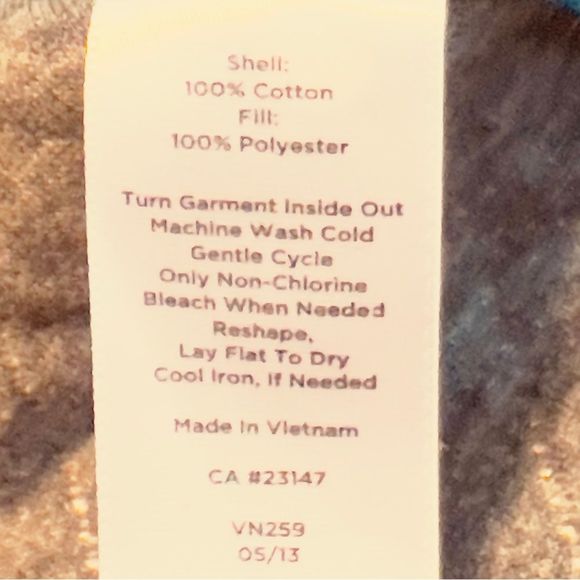 Shell:
100% Cotton
Fill:
100% Polyester
Turn Garment Inside Out
Machine Wash Cold
Gentle Cycle
Only Non-Chlorine
Bleach When Needed
Reshape,
Lay Flat To Dry
Cool Iron, If Needed
Made In Vietnam
CA #23147
VN259
05/13